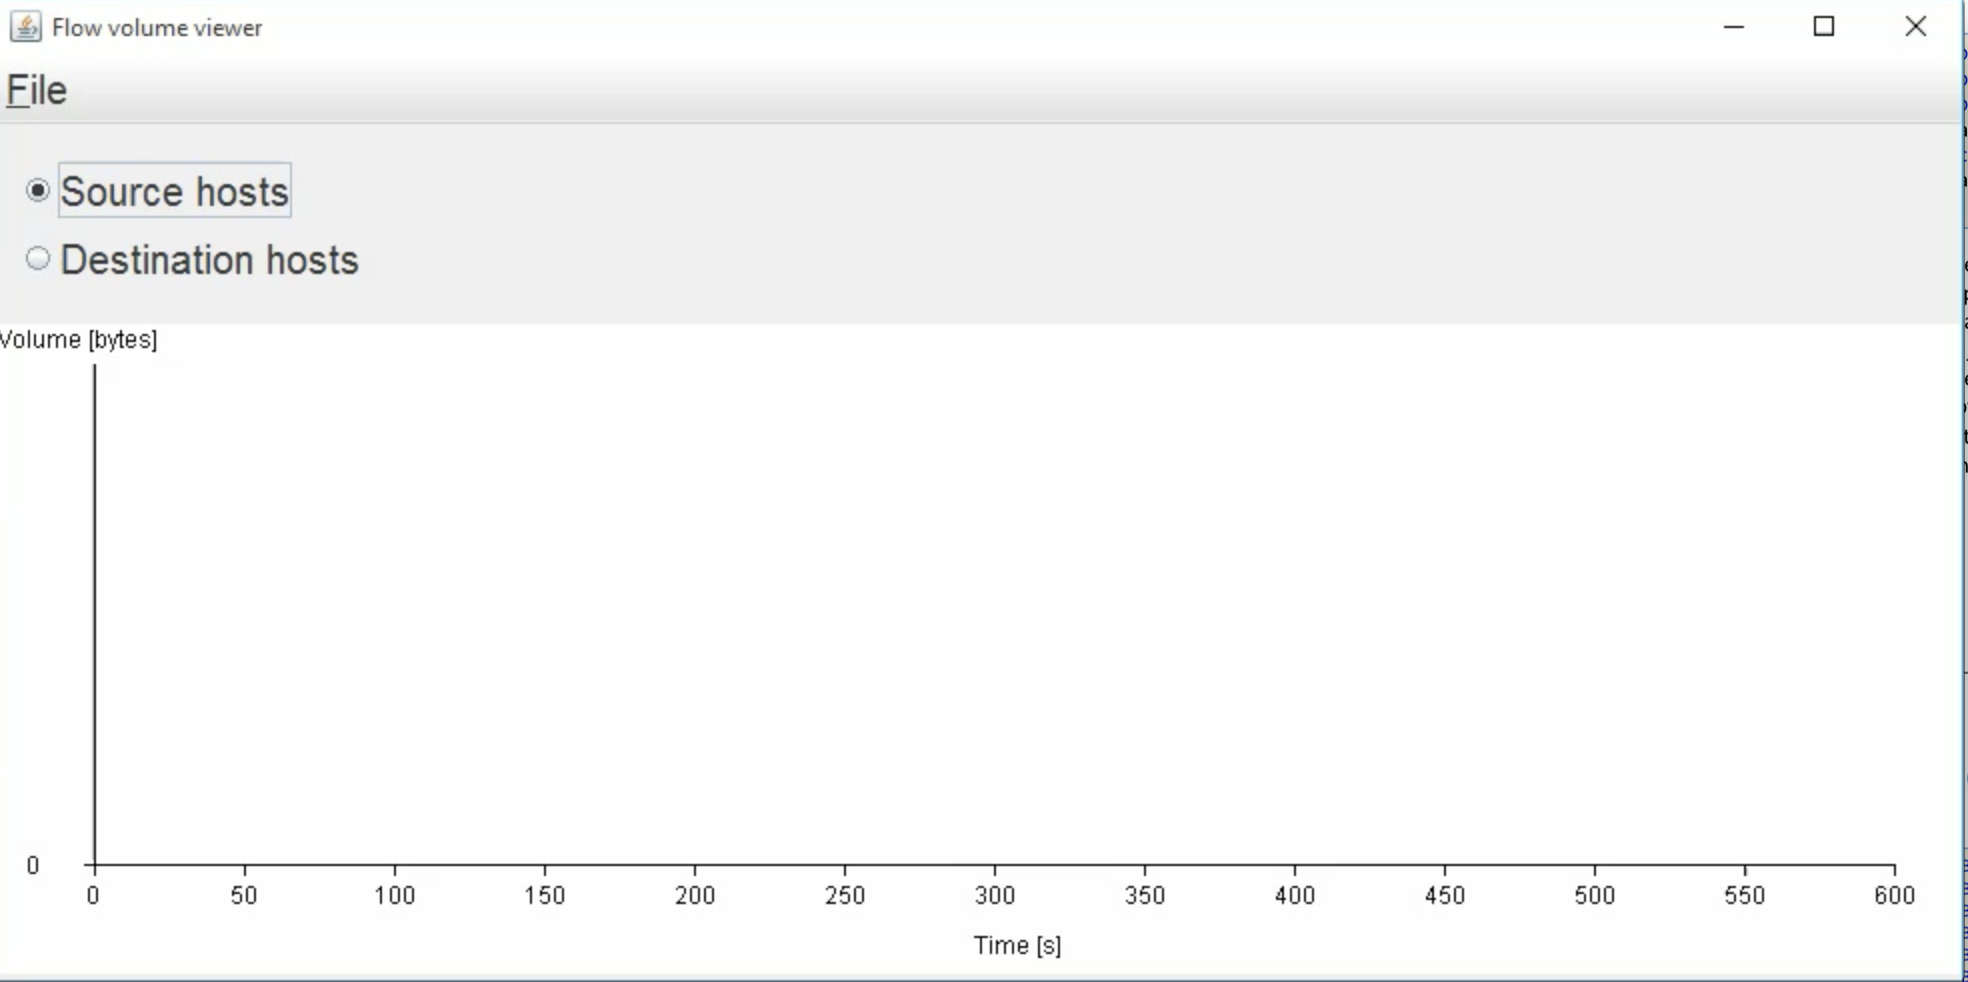 Flow volume viewer
File
Source hosts
Destination hosts
Volume [bytes]
0
0 50 100 150 200 250 300 350 400 450 500 550 600
Time [s]